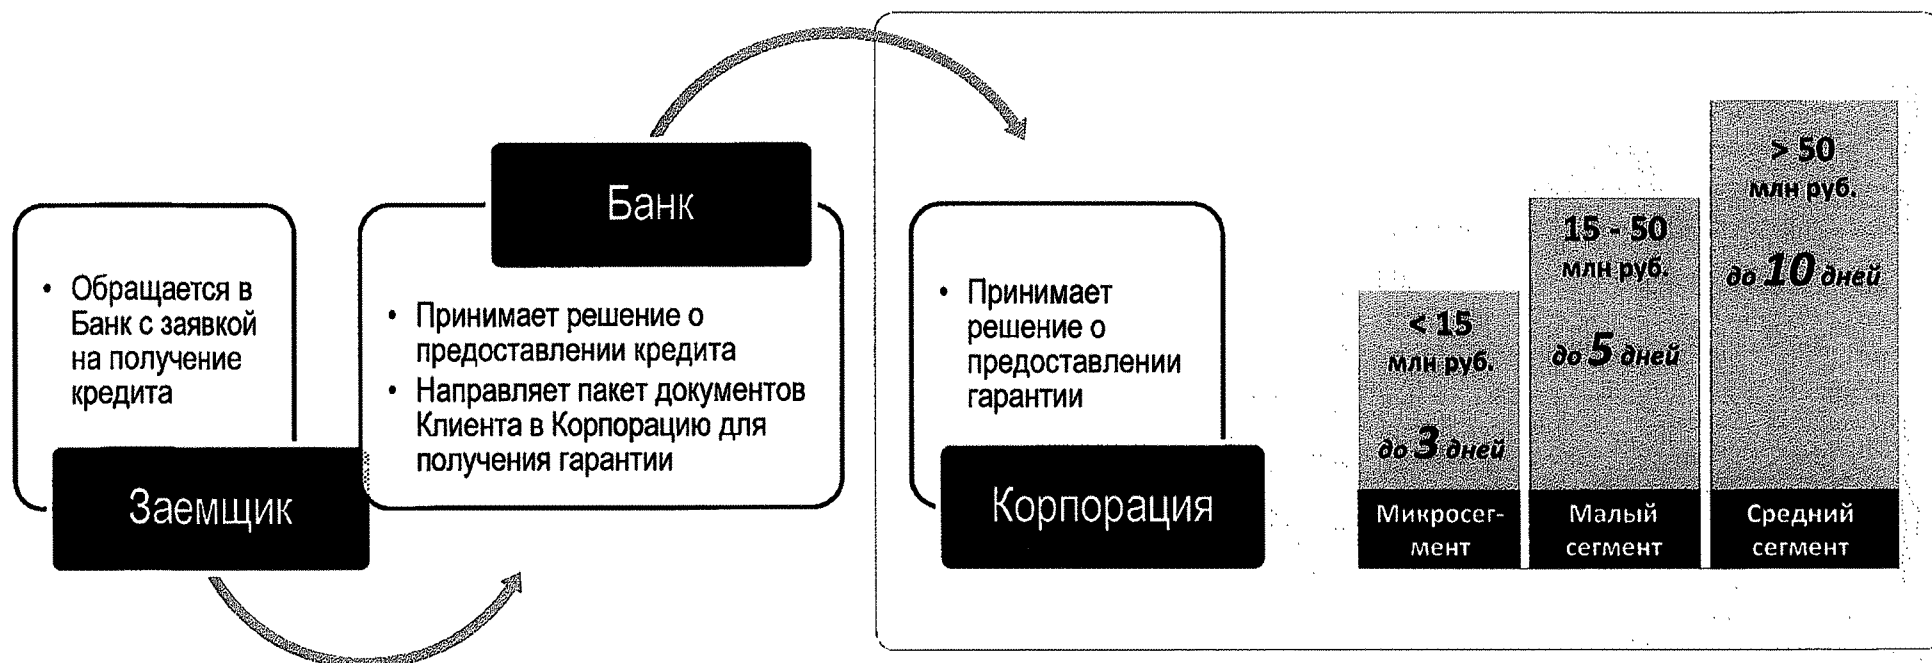 • Обращается в
Банк с заявкой
на получение
кредита
Заемщик
Банк
• Принимает решение о
предоставлении кредита
• Направляет пакет документов
Клиента в Корпорацию для
получения гарантии
• Принимает
решение о
предоставлении
гарантии
Корпорация
< 15
млн руб.
до 3 дней
Микросег-
мент
15 - 50
млн руб.
до 5 дней
Малый
сегмент
> 50
млн руб.
до 10 дней
Средний
сегмент